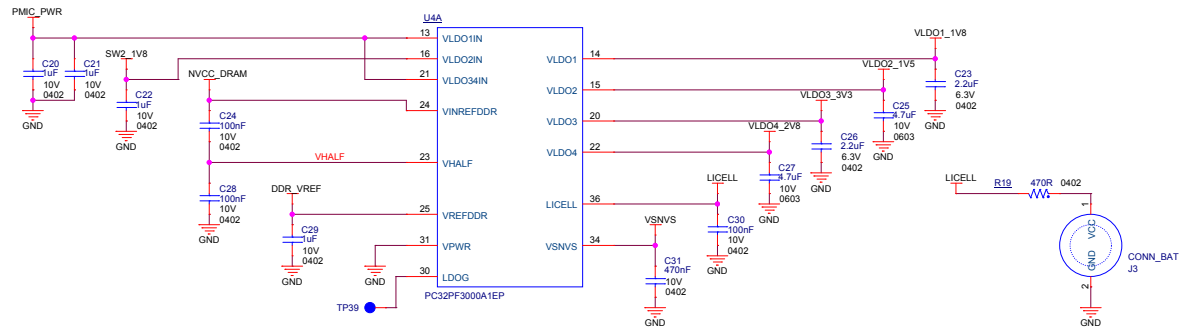 PMIC_PWR
C20
1uF
10V
0402
GND
C21
1uF
10V
0402
SW2_1V8
C22
1uF
10V
0402
GND
NVCC_DRAM
C24
100nF
10V
0402
VHALF
C28
100nF
10V
0402
GND
DDR_VREF
C29
1uF
10V
0402
GND
GND
TP39
U4A
13
VLDO1IN
16
VLDO2IN
21
VLDO34IN
24
VINREFDDR
23
VHALF
25
VREFDDR
31
VPWR
30
LDOG
PC32PF3000A1EP
VLDO1
14
VLDO2
15
VLDO3
20
VLDO4
22
LICELL
36
VSNVS
34
VLDO1_1V8
C23
2.2uF
6.3V
0402
GND
VLDO2_1V5
C25
4.7uF
10V
0603
GND
VLDO3_3V3
C26
2.2uF
6.3V
0402
GND
VLDO4_2V8
C27
4.7uF
10V
0603
GND
LICELL
C30
100nF
10V
0402
GND
VSNVS
C31
470nF
10V
0402
GND
LICELL
R19
470R
0402
1
VCC
GND
2
CONN_BAT
J3
GND